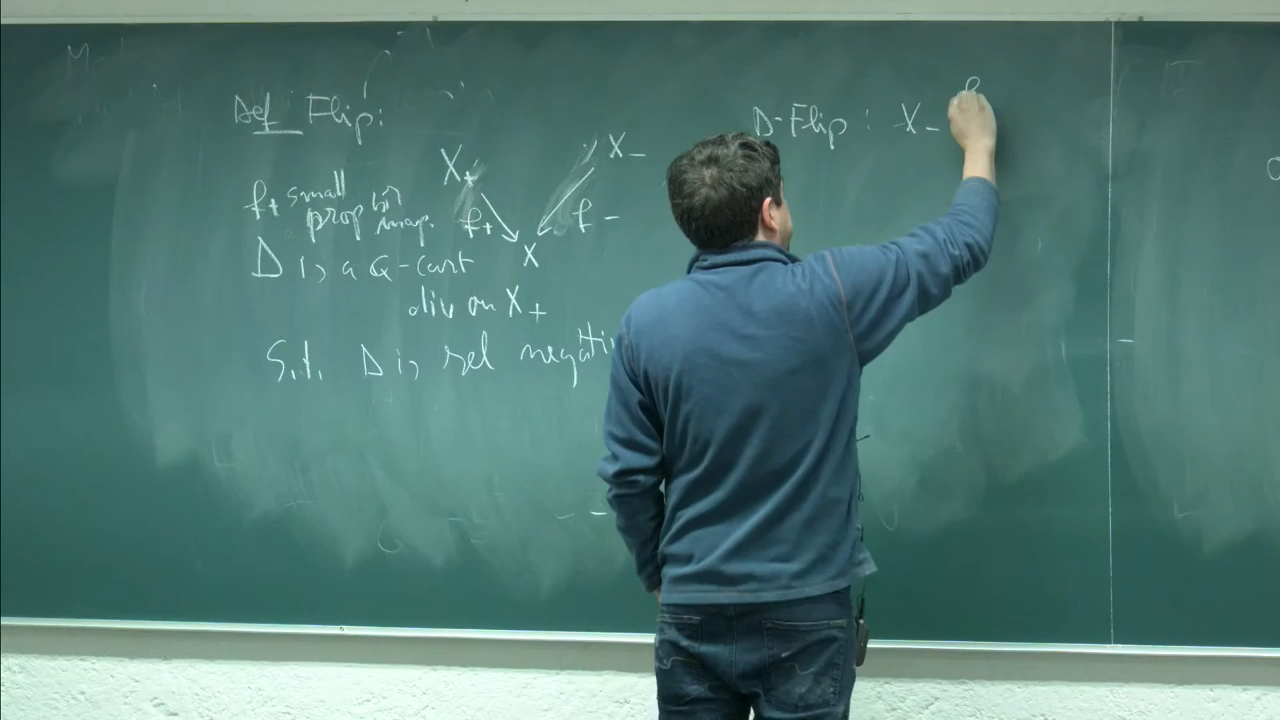 Def Flip:
X+ X-
f+ small
prop bir
map. f+ f-
D is a Q-cart X
div on X+
S.t. D is rel negati
D-Flip: X-